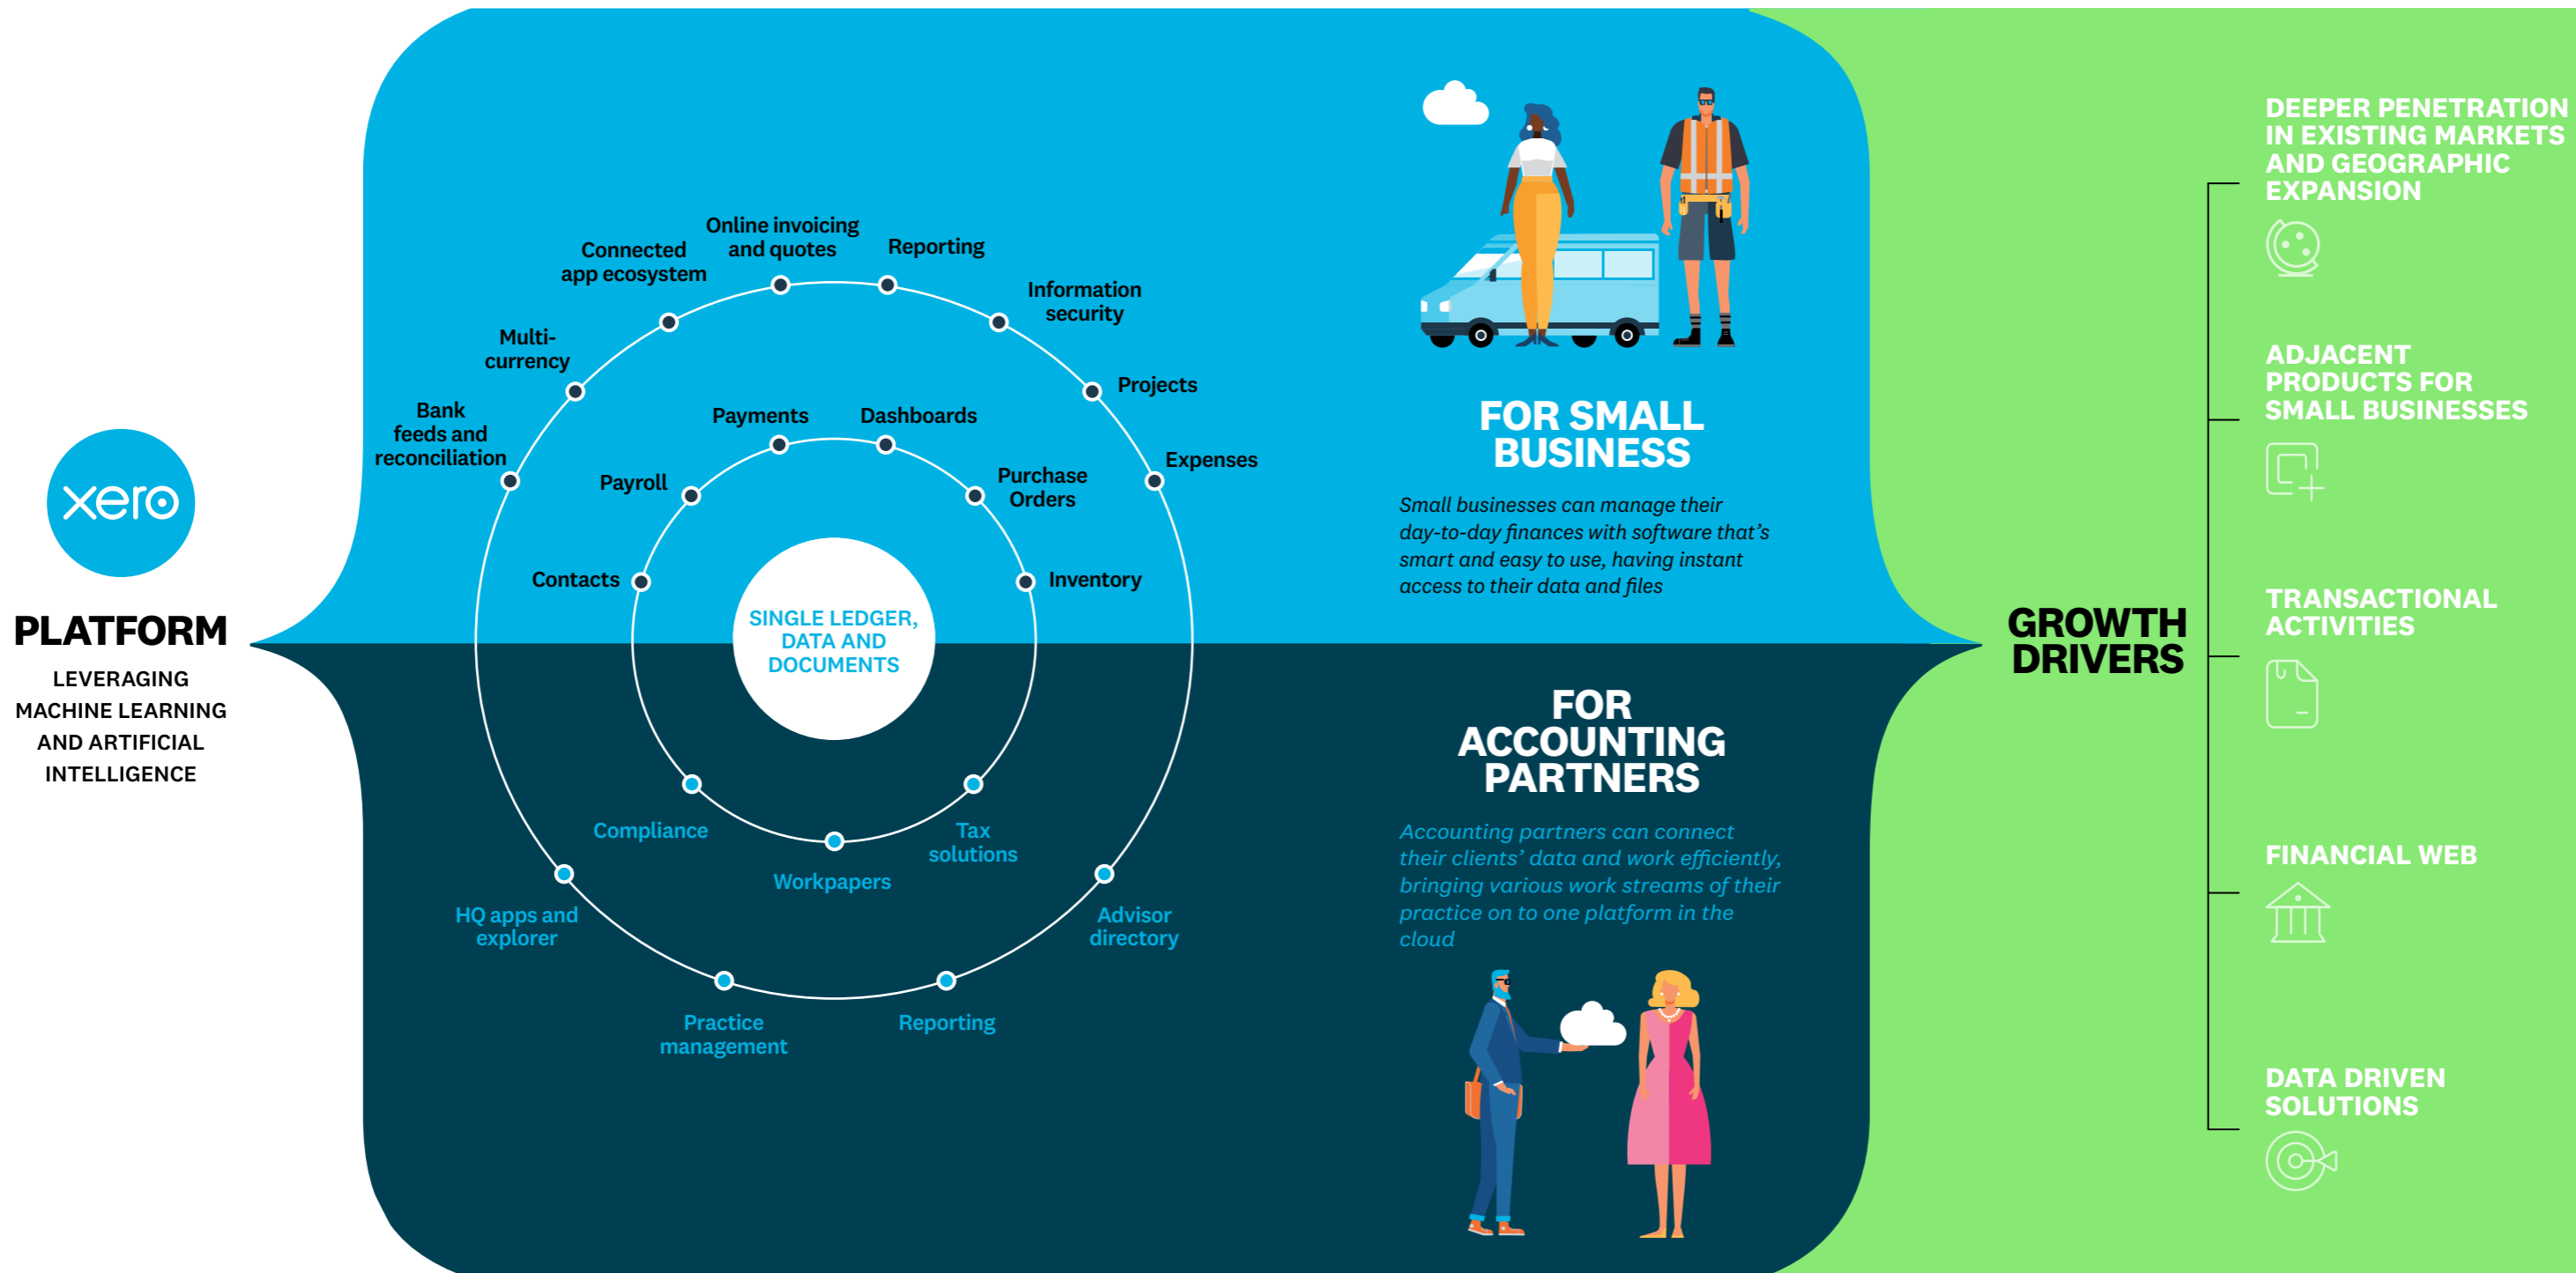 xero
PLATFORM
LEVERAGING
MACHINE LEARNING
AND ARTIFICIAL
INTELLIGENCE
Online invoicing
and quotes
Reporting
Connected
app ecosystem
Information
security
Multi-
currency
Projects
Bank
feeds and
reconciliation
Expenses
Payments
Dashboards
Payroll
Purchase
Orders
Contacts
Inventory
SINGLE LEDGER,
DATA AND
DOCUMENTS
Compliance
Tax
solutions
Workpapers
HQ apps and
explorer
Advisor
directory
Practice
management
Reporting
FOR SMALL
BUSINESS
Small businesses can manage their
day-to-day finances with software that’s
smart and easy to use, having instant
access to their data and files
FOR
ACCOUNTING
PARTNERS
Accounting partners can connect
their clients’ data and work efficiently,
bringing various work streams of their
practice on to one platform in the
cloud
GROWTH
DRIVERS
DEEPER PENETRATION
IN EXISTING MARKETS
AND GEOGRAPHIC
EXPANSION
ADJACENT
PRODUCTS FOR
SMALL BUSINESSES
TRANSACTIONAL
ACTIVITIES
FINANCIAL WEB
DATA DRIVEN
SOLUTIONS